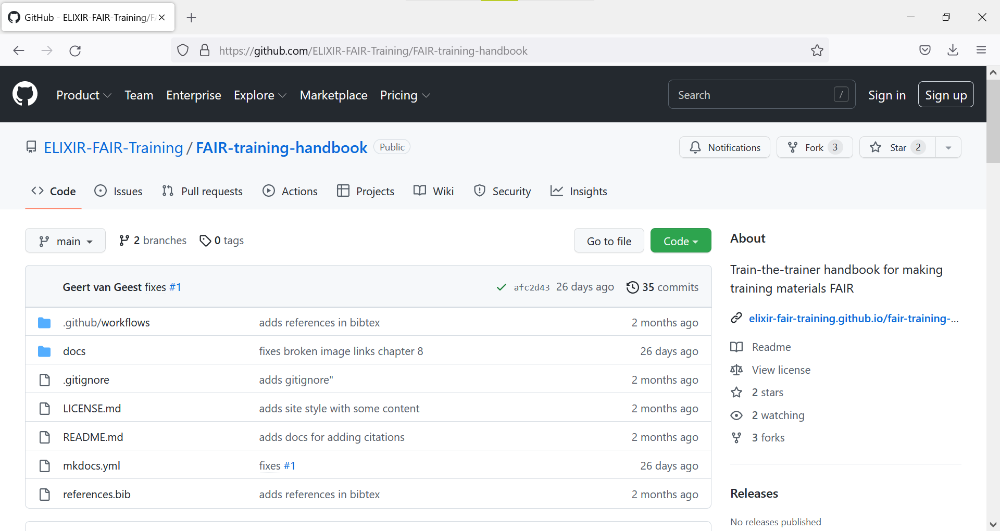 GitHub - ELIXIR-FAIR-Training/FA
https://github.com/ELIXIR-FAIR-Training/FAIR-training-handbook
Product Team Enterprise Explore Marketplace Pricing Search / Sign in Sign up
ELIXIR-FAIR-Training / FAIR-training-handbook Public Notifications Fork 3 Star 2
Code Issues Pull requests Actions Projects Wiki Security Insights
main 2 branches 0 tags Go to file Code
Geert van Geest fixes #1 afc2d43 26 days ago 35 commits
.github/workflows adds references in bibtex 2 months ago
docs fixes broken image links chapter 8 26 days ago
.gitignore adds gitignore" 2 months ago
LICENSE.md adds site style with some content 2 months ago
README.md adds docs for adding citations 2 months ago
mkdocs.yml fixes #1 26 days ago
references.bib adds references in bibtex 2 months ago
About
Train-the-trainer handbook for making
training materials FAIR
elixir-fair-training.github.io/fair-training-...
Readme
View license
2 stars
2 watching
3 forks
Releases
No releases published